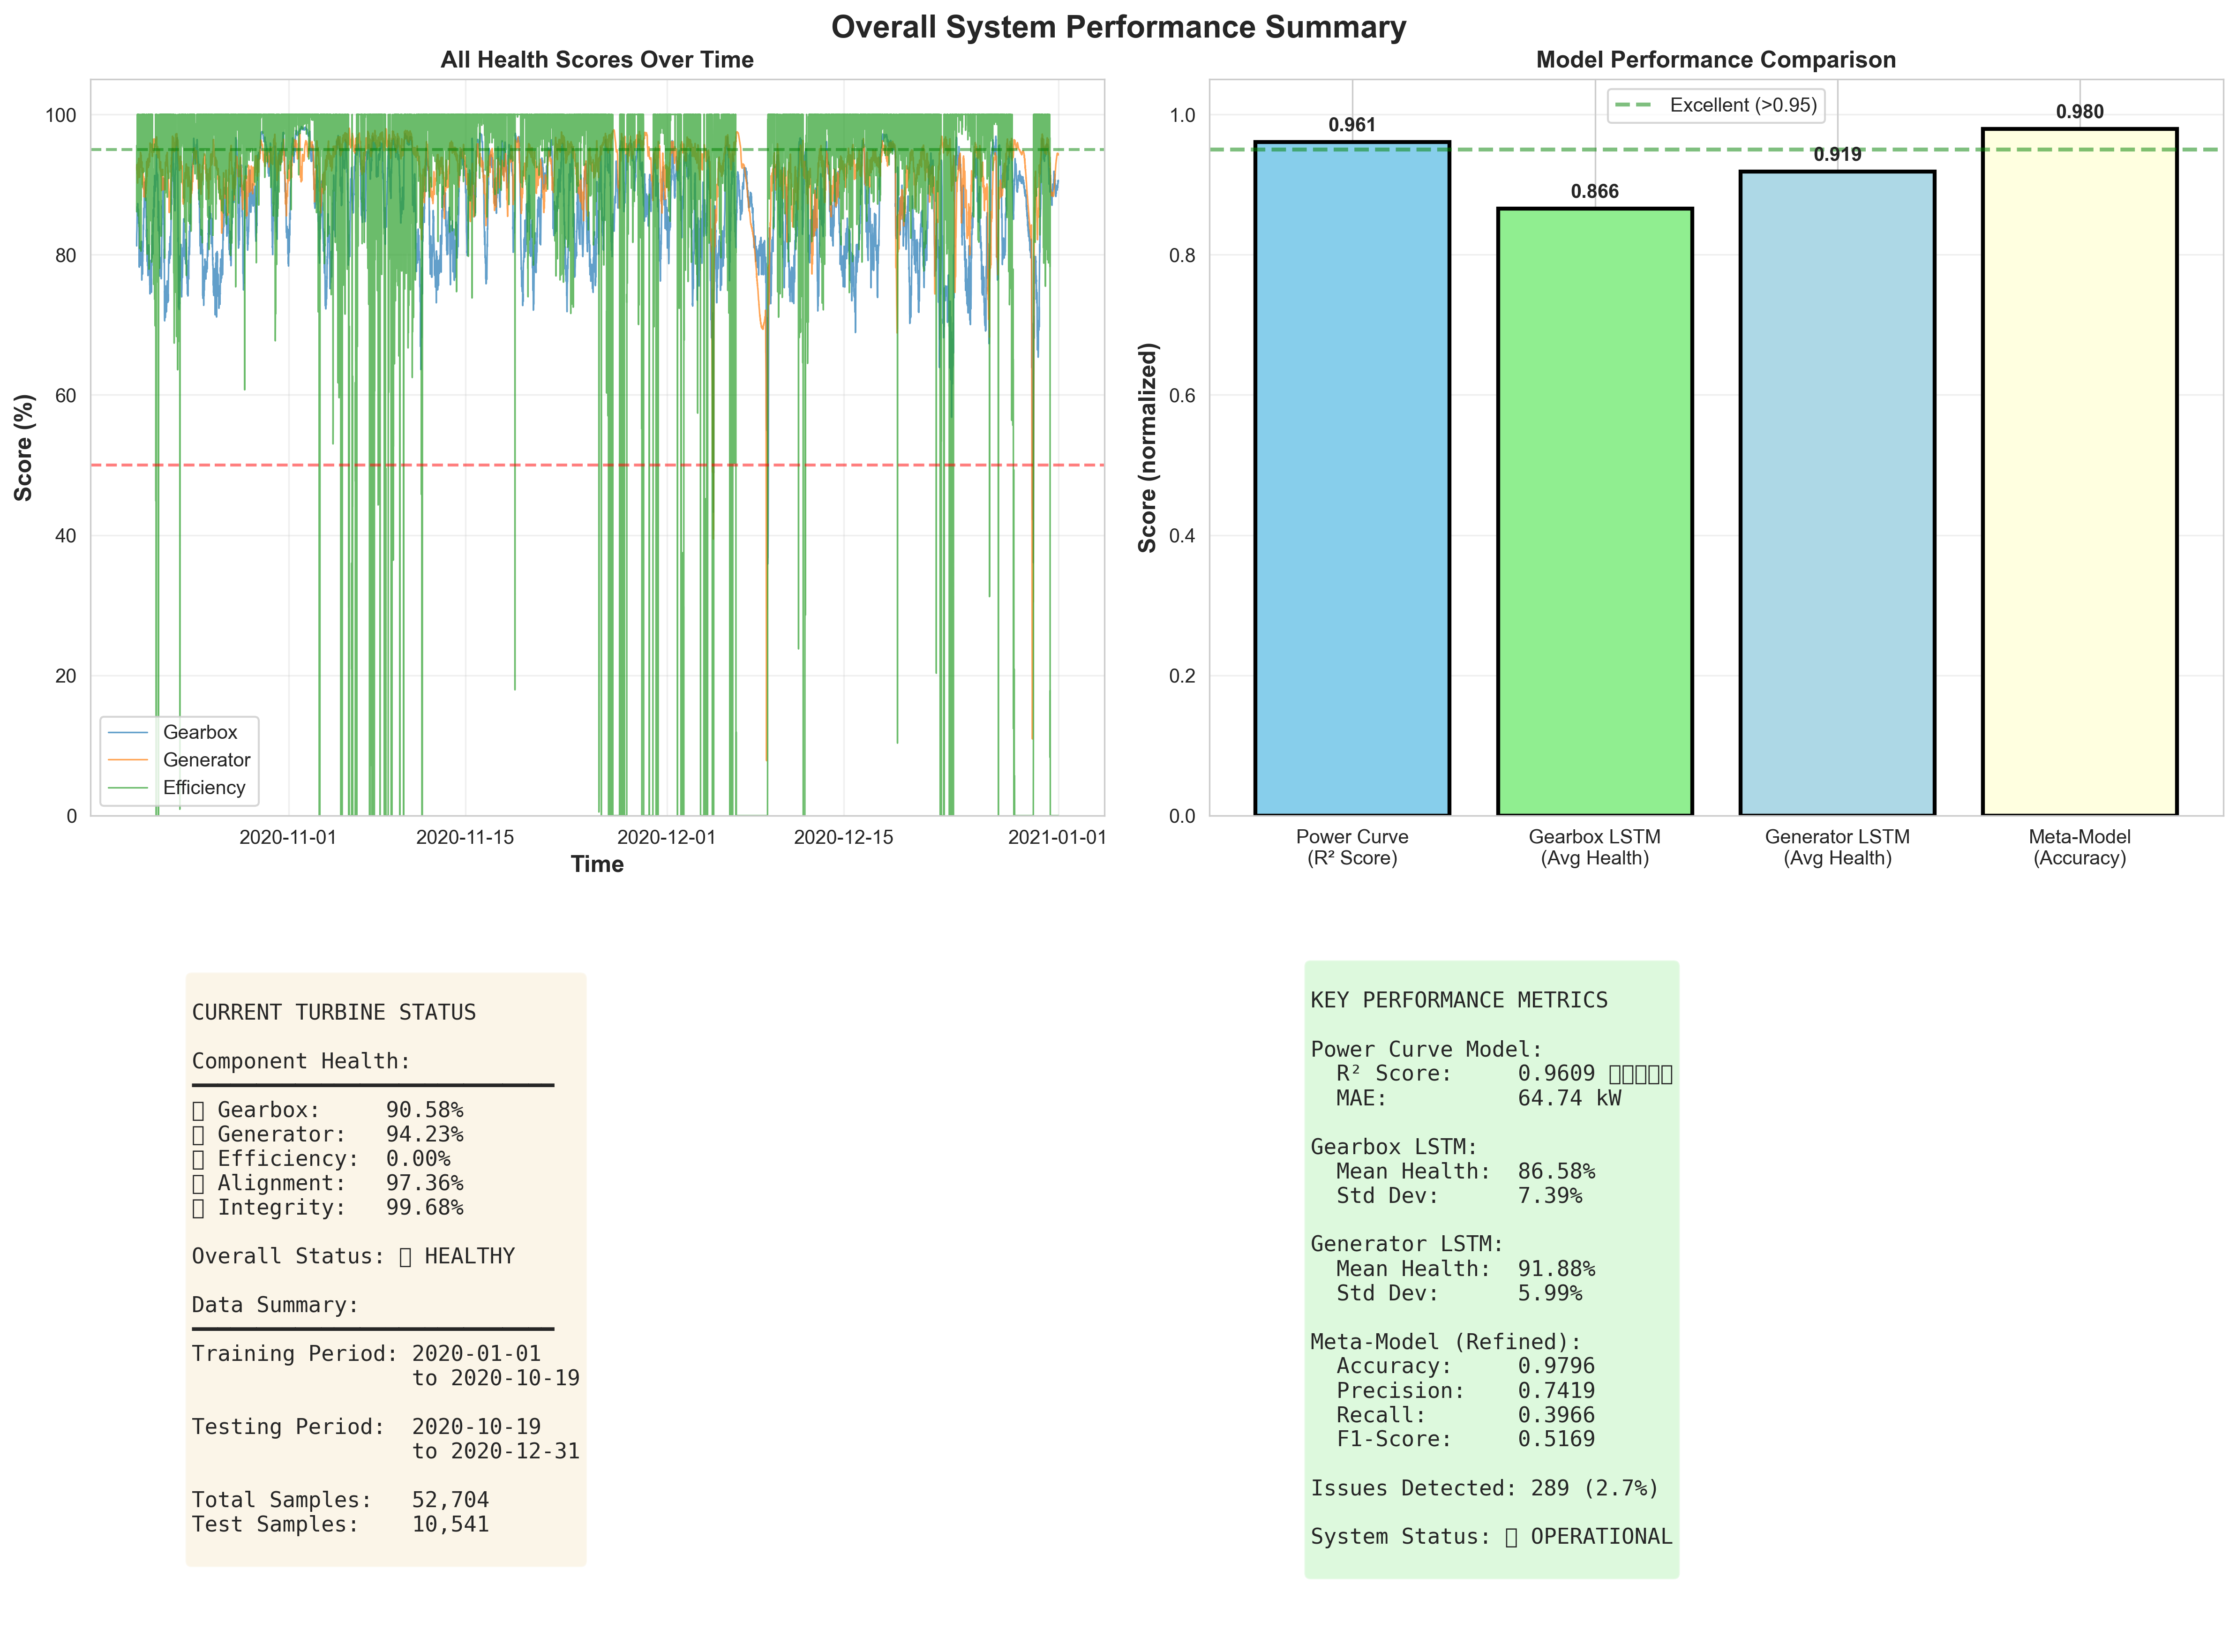 Overall System Performance Summary
All Health Scores Over Time
Score (%)
100
80
60
40
20
0
Gearbox
Generator
Efficiency
2020-11-01
2020-11-15
2020-12-01
2020-12-15
2021-01-01
Time
Model Performance Comparison
Score (normalized)
1.0
0.8
0.6
0.4
0.2
0.0
Excellent (>0.95)
0.961
0.866
0.919
0.980
Power Curve
(R² Score)
Gearbox LSTM
(Avg Health)
Generator LSTM
(Avg Health)
Meta-Model
(Accuracy)
CURRENT TURBINE STATUS
Component Health:
▯ Gearbox: 90.58%
▯ Generator: 94.23%
▯ Efficiency: 0.00%
▯ Alignment: 97.36%
▯ Integrity: 99.68%
Overall Status: ▯ HEALTHY
Data Summary:
Training Period: 2020-01-01
to 2020-10-19
Testing Period: 2020-10-19
to 2020-12-31
Total Samples: 52,704
Test Samples: 10,541
KEY PERFORMANCE METRICS
Power Curve Model:
R² Score: 0.9609 ▯▯▯▯▯
MAE: 64.74 kW
Gearbox LSTM:
Mean Health: 86.58%
Std Dev: 7.39%
Generator LSTM:
Mean Health: 91.88%
Std Dev: 5.99%
Meta-Model (Refined):
Accuracy: 0.9796
Precision: 0.7419
Recall: 0.3966
F1-Score: 0.5169
Issues Detected: 289 (2.7%)
System Status: ▯ OPERATIONAL